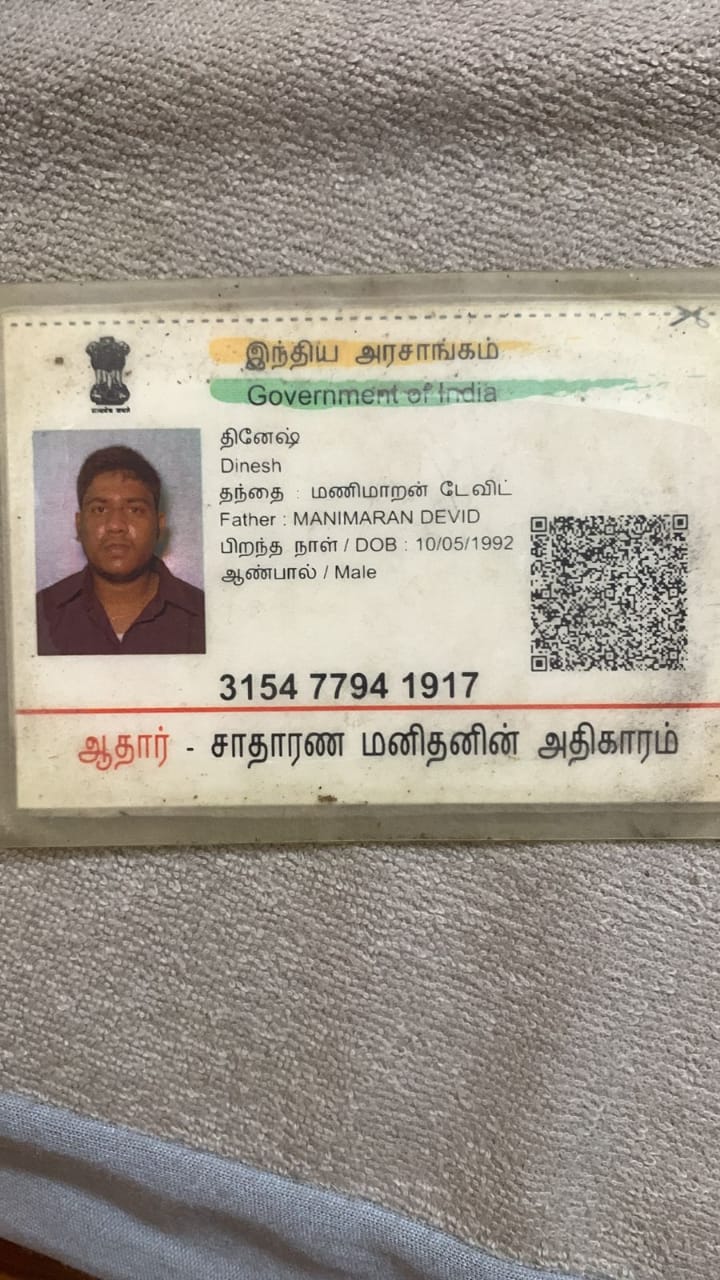 இந்திய அரசாங்கம்
Government of India
தினேஷ்
Dinesh
தந்தை : மணிமாறன் டேவிட்
Father : MANIMARAN DEVID
பிறந்த நாள் / DOB : 10/05/1992
ஆண்பால் / Male
3154 7794 1917
ஆதார் - சாதாரண மனிதனின் அதிகாரம்